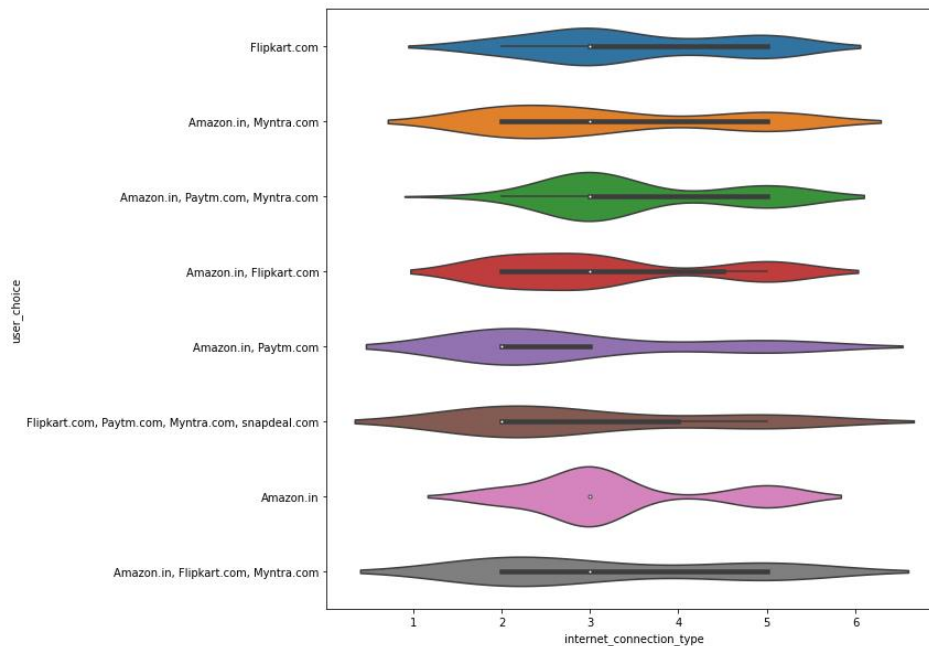 Flipkart.com
Amazon.in, Myntra.com
Amazon.in, Paytm.com, Myntra.com
Amazon.in, Flipkart.com
Amazon.in, Paytm.com
Flipkart.com, Paytm.com, Myntra.com, snapdeal.com
Amazon.in
Amazon.in, Flipkart.com, Myntra.com
user_choice
1 2 3 4 5 6
internet_connection_type